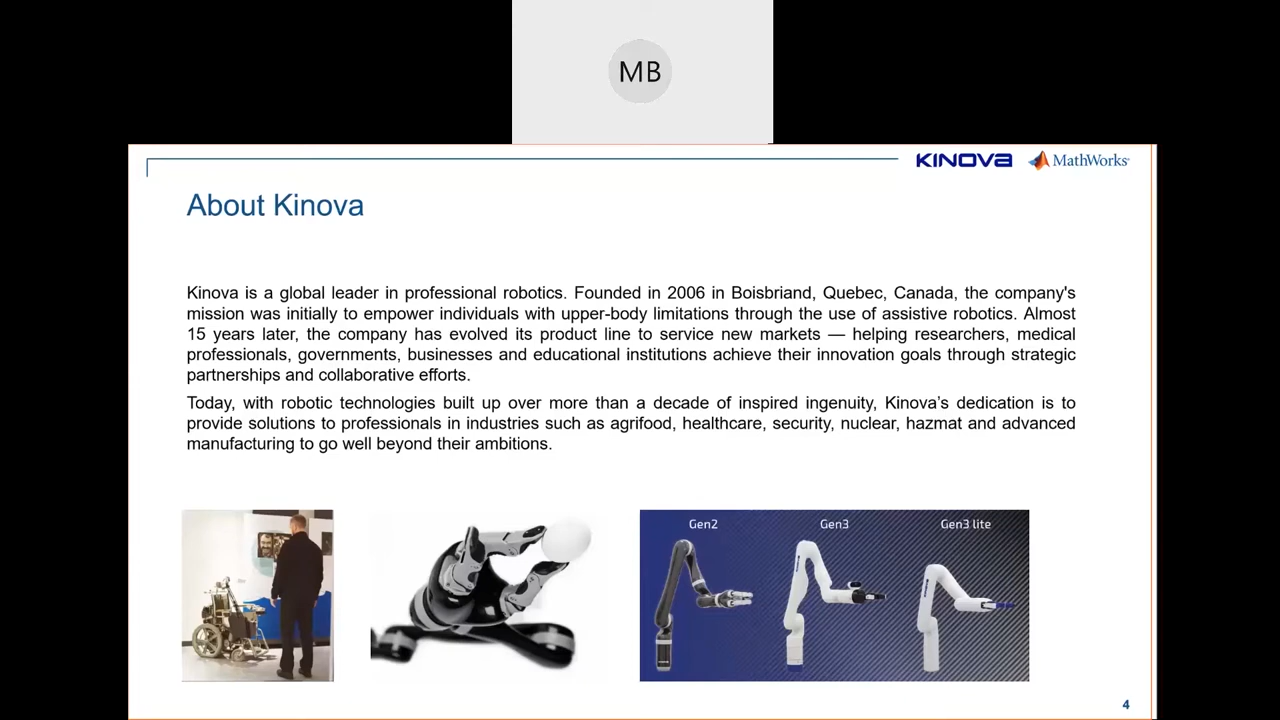 MB
KINOVA MathWorks
About Kinova
Kinova is a global leader in professional robotics. Founded in 2006 in Boisbriand, Quebec, Canada, the company's
mission was initially to empower individuals with upper-body limitations through the use of assistive robotics. Almost
15 years later, the company has evolved its product line to service new markets — helping researchers, medical
professionals, governments, businesses and educational institutions achieve their innovation goals through strategic
partnerships and collaborative efforts.
Today, with robotic technologies built up over more than a decade of inspired ingenuity, Kinova’s dedication is to
provide solutions to professionals in industries such as agrifood, healthcare, security, nuclear, hazmat and advanced
manufacturing to go well beyond their ambitions.
Gen2 Gen3 Gen3 lite
4